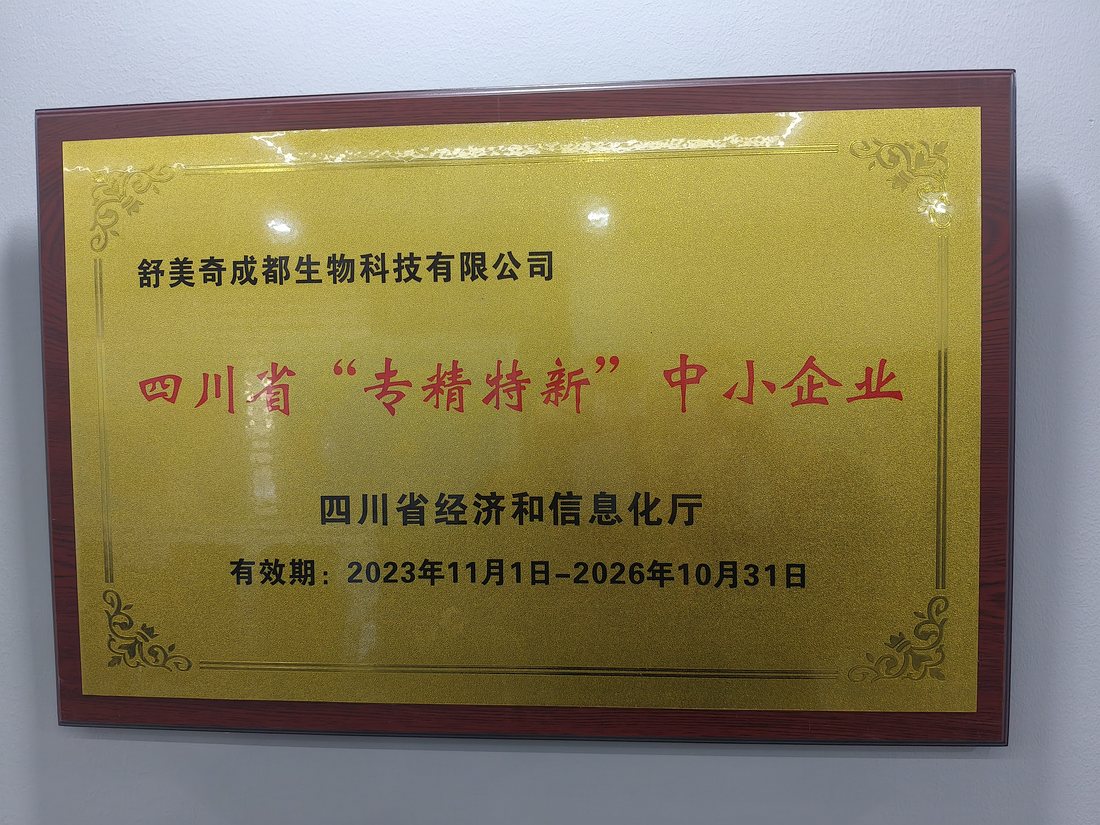 舒美奇成都生物科技有限公司
四川省“专精特新”中小企业
四川省经济和信息化厅
有效期：2023年11月1日-2026年10月31日